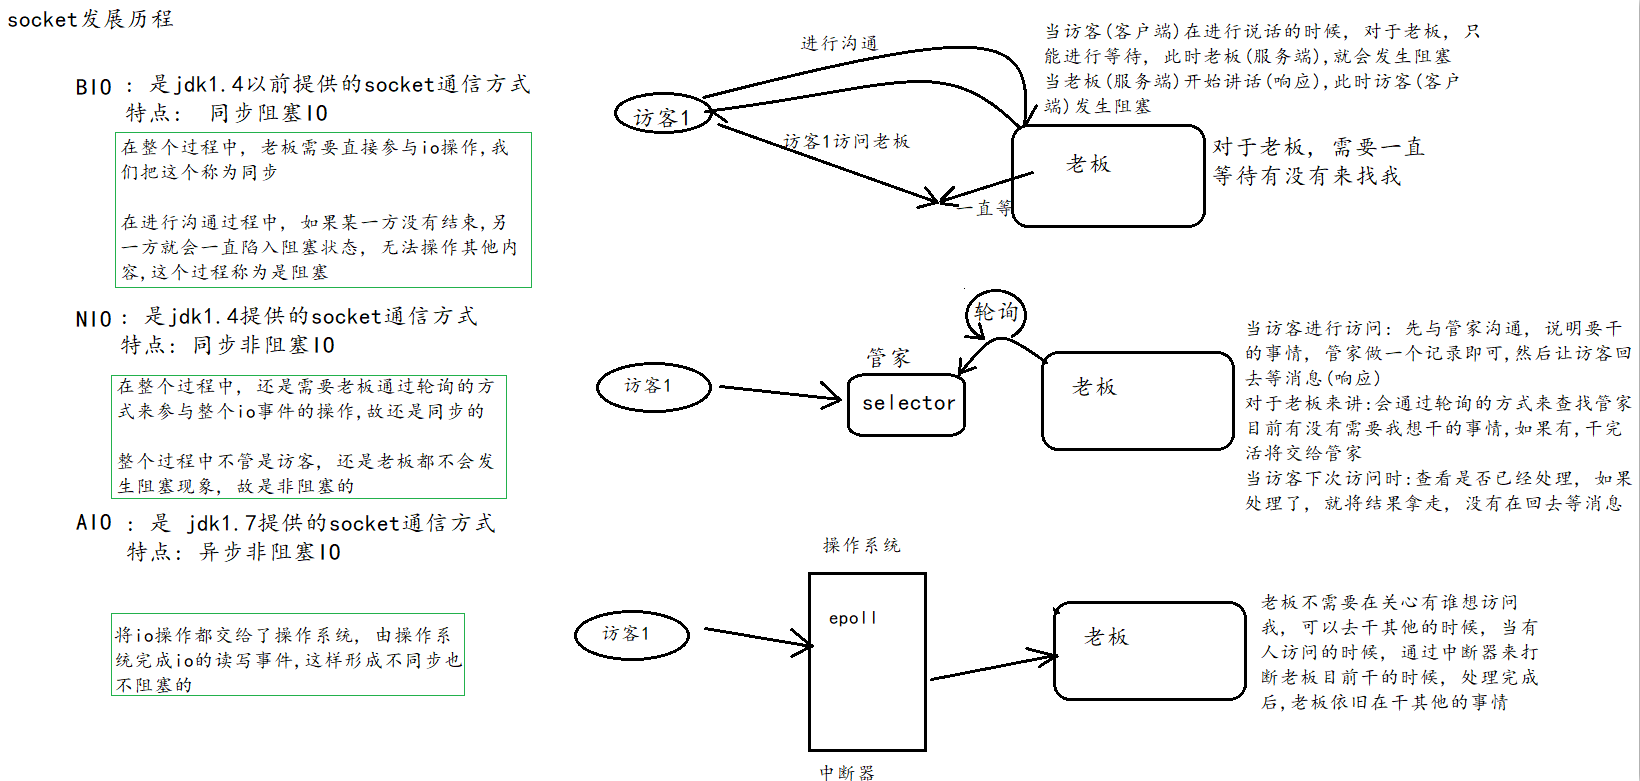 socket发展历程
BIO : 是jdk1.4以前提供的socket通信方式
特点: 同步阻塞IO
在整个过程中, 老板需要直接参与io操作,我
们把这个称为同步
在进行沟通过程中, 如果某一方没有结束,另
一方就会一直陷入阻塞状态, 无法操作其他内
容,这个过程称为是阻塞
进行沟通
访客1
访客1访问老板
一直等
老板
当访客(客户端)在进行说话的时候, 对于老板, 只
能进行等待, 此时老板(服务端),就会发生阻塞
当老板(服务端)开始讲话(响应),此时访客(客户
端)发生阻塞
对于老板, 需要一直
等待有没有来找我
NIO : 是jdk1.4提供的socket通信方式
特点: 同步非阻塞IO
在整个过程中, 还是需要老板通过轮询的方
式来参与整个io事件的操作,故还是同步的
整个过程中不管是访客, 还是老板都不会发
生阻塞现象, 故是非阻塞的
访客1
管家
selector
轮询
老板
当访客进行访问: 先与管家沟通, 说明要干
的事情, 管家做一个记录即可,然后让访客回
去等消息(响应)
对于老板来讲:会通过轮询的方式来查找管家
目前有没有需要我想干的事情,如果有,干完
活将交给管家
当访客下次访问时:查看是否已经处理, 如果
处理了, 就将结果拿走, 没有在回去等消息
AIO : 是 jdk1.7提供的socket通信方式
特点: 异步非阻塞IO
将io操作都交给了操作系统, 由操作系
统完成io的读写事件,这样形成不同步也
不阻塞的
访客1
操作系统
epoll
中断器
老板
老板不需要在关心有谁想访问
我, 可以去干其他的时候, 当有
人访问的时候, 通过中断器来打
断老板目前干的时候, 处理完成
后,老板依旧在干其他的事情